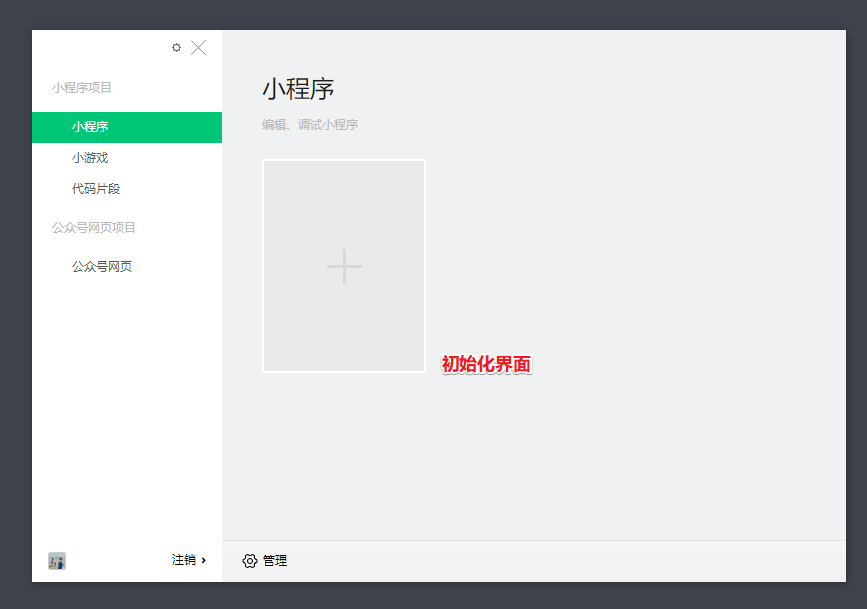 小程序项目
小程序
小游戏
代码片段
公众号网页项目
公众号网页
注销
小程序
编辑、调试小程序
初始化界面
管理